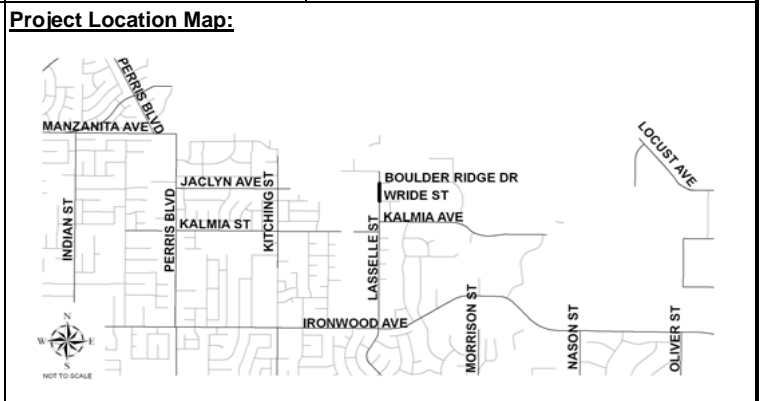 Project Location Map:
PERRIS BLVD
MANZANITA AVE
LOCUST AVE
BOULDER RIDGE DR
JACLYN AVE
WRIDE ST
KITCHING ST
INDIAN ST
PERRIS BLVD
KALMIA ST
KALMIA AVE
LASSELLE ST
IRONWOOD AVE
MORRISON ST
NASON ST
OLIVER ST
N
W
E
S
NOT TO SCALE